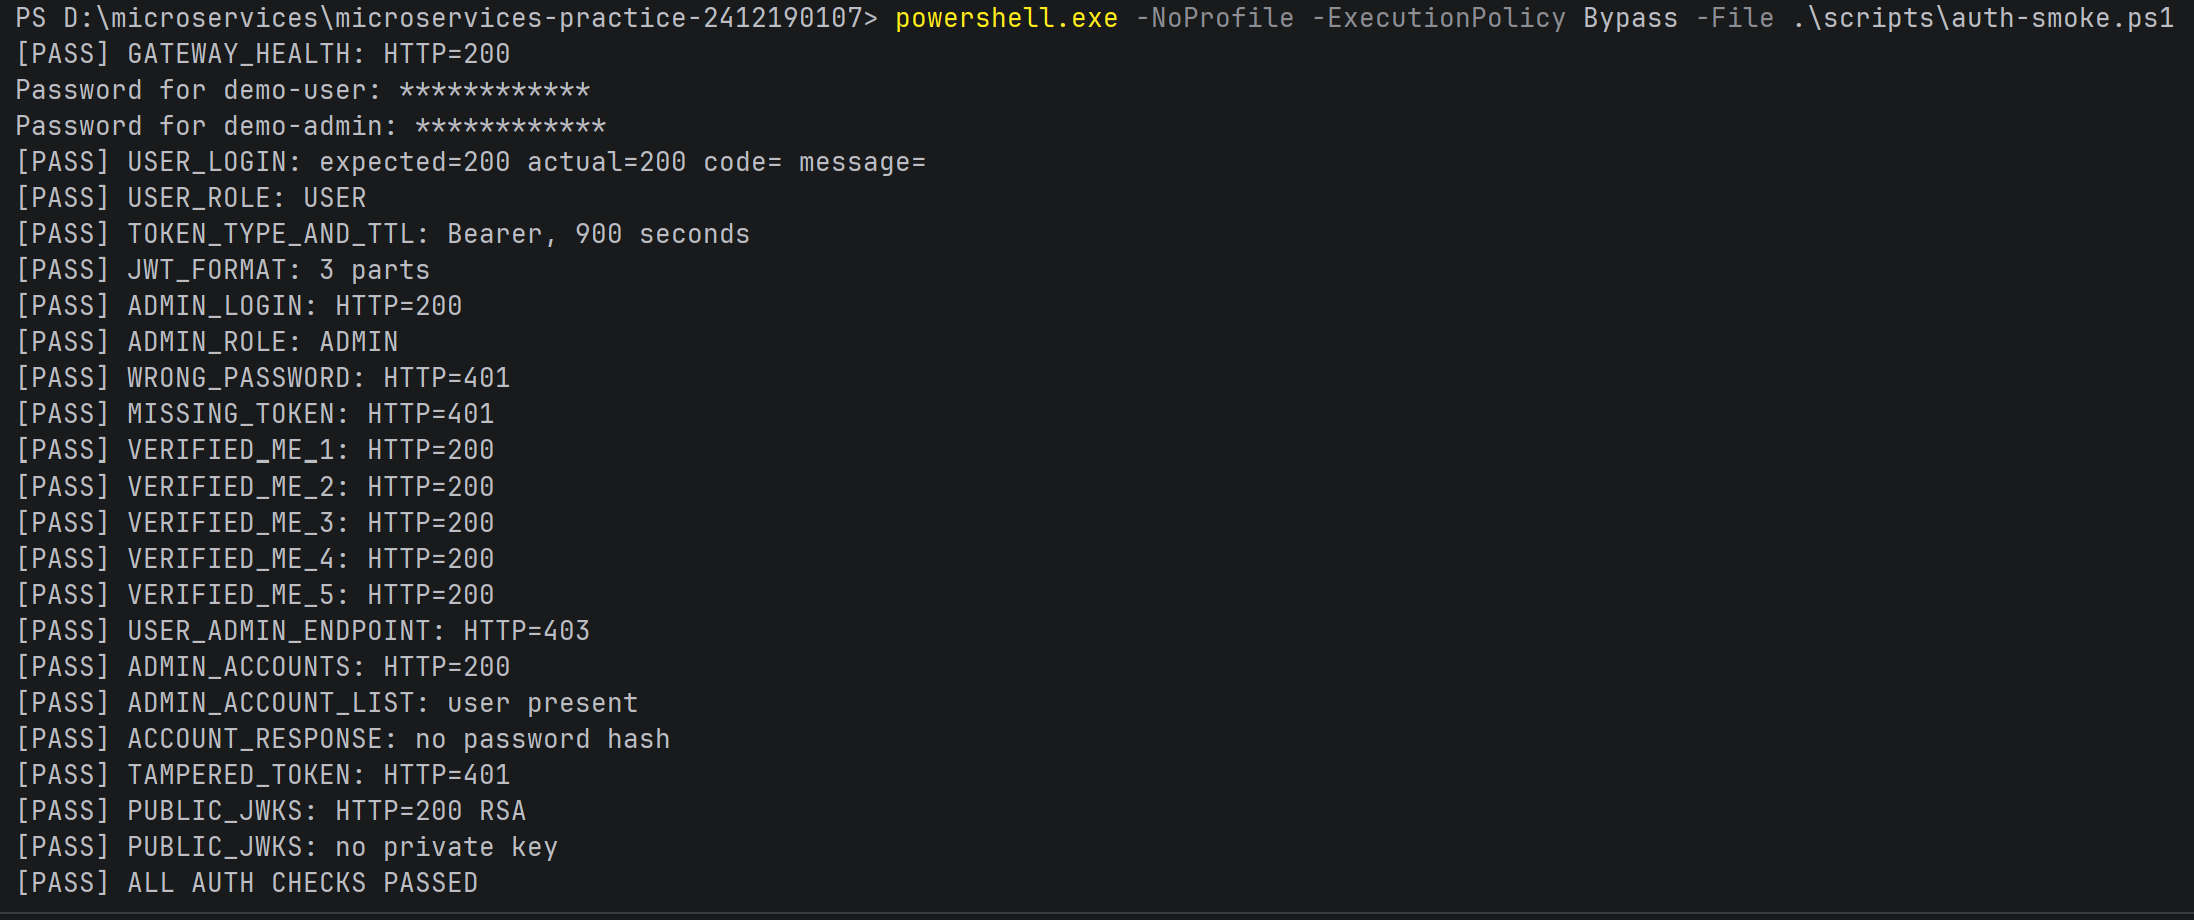 PS D:\microservices\microservices-practice-2412190107> powershell.exe -NoProfile -ExecutionPolicy Bypass -File .\scripts\auth-smoke.ps1
[PASS] GATEWAY_HEALTH: HTTP=200
Password for demo-user: ************
Password for demo-admin: ************
[PASS] USER_LOGIN: expected=200 actual=200 code= message=
[PASS] USER_ROLE: USER
[PASS] TOKEN_TYPE_AND_TTL: Bearer, 900 seconds
[PASS] JWT_FORMAT: 3 parts
[PASS] ADMIN_LOGIN: HTTP=200
[PASS] ADMIN_ROLE: ADMIN
[PASS] WRONG_PASSWORD: HTTP=401
[PASS] MISSING_TOKEN: HTTP=401
[PASS] VERIFIED_ME_1: HTTP=200
[PASS] VERIFIED_ME_2: HTTP=200
[PASS] VERIFIED_ME_3: HTTP=200
[PASS] VERIFIED_ME_4: HTTP=200
[PASS] VERIFIED_ME_5: HTTP=200
[PASS] USER_ADMIN_ENDPOINT: HTTP=403
[PASS] ADMIN_ACCOUNTS: HTTP=200
[PASS] ADMIN_ACCOUNT_LIST: user present
[PASS] ACCOUNT_RESPONSE: no password hash
[PASS] TAMPERED_TOKEN: HTTP=401
[PASS] PUBLIC_JWKS: HTTP=200 RSA
[PASS] PUBLIC_JWKS: no private key
[PASS] ALL AUTH CHECKS PASSED